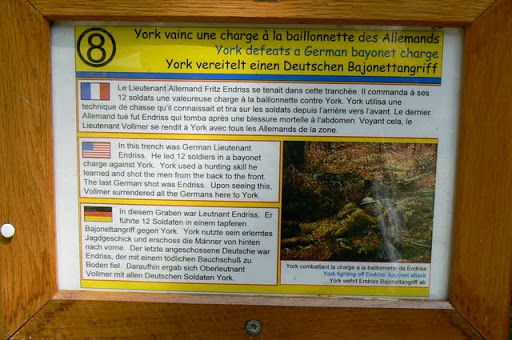 8
York vainc une charge à la baillonnette des Allemands
York defeats a German bayonet charge
York vereitelt einen Deutschen Bajonettangriff
Le Lieutenant Allemand Fritz Endriss se tenait dans cette tranchée. Il commanda à ses
12 soldats une valeureuse charge à la baillonnette contre York. York utilisa une
technique de chasse qu'il connaissait et tira sur les soldats depuis l'arrière vers l'avant. Le dernier
Allemand tué fut Endriss qui tomba après une blessure mortelle à l'abdomen. Voyant cela, le
Lieutenant Vollmer se rendit à York avec tous les Allemands de la zone.
In this trench was German Lieutenant
Endriss. He led 12 soldiers in a bayonet
charge against York. York used a hunting skill he
learned and shot the men from the back to the front.
The last German shot was Endriss. Upon seeing this,
Vollmer surrendered all the Germans here to York.
In diesem Graben war Leutnant Endriss. Er
führte 12 Soldaten in einem tapferen
Bajonettangriff gegen York. York nutzte sein erlerntes
Jagdgeschick und erschoss die Männer von hinten
nach vorne. Der letzte angeschossene Deutsche war
Endriss, der mit einem tödlichen Bauchschuß zu
Boden fiel. Daraufhin ergab sich Oberleutnant
Vollmer mit allen Deutschen Soldaten York.
York combattant la charge a la baillonnette de Endriss
York fighting off Endriss' bayonet attack
York wehrt Endriss Bajonettangriff ab